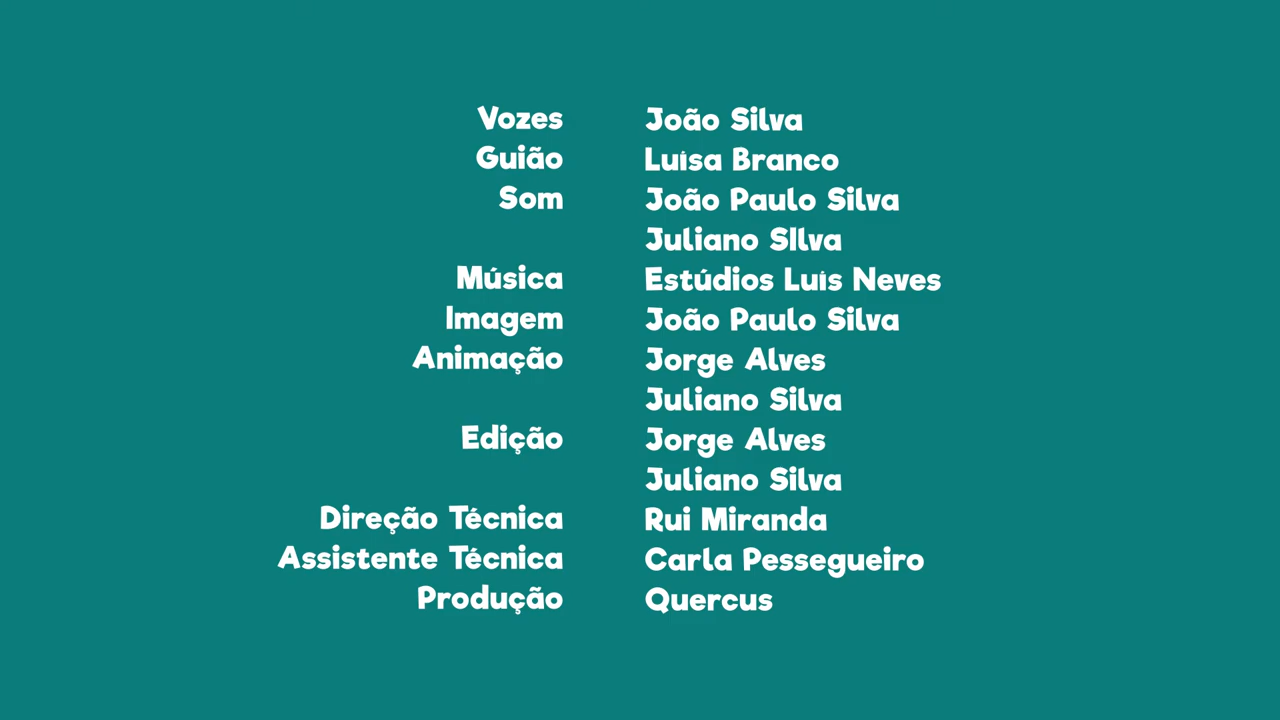 Vozes João Silva
Guião Luísa Branco
Som João Paulo Silva
Juliano SIlva
Música Estúdios Luís Neves
Imagem João Paulo Silva
Animação Jorge Alves
Juliano Silva
Edição Jorge Alves
Juliano Silva
Direção Técnica Rui Miranda
Assistente Técnica Carla Pessegueiro
Produção Quercus